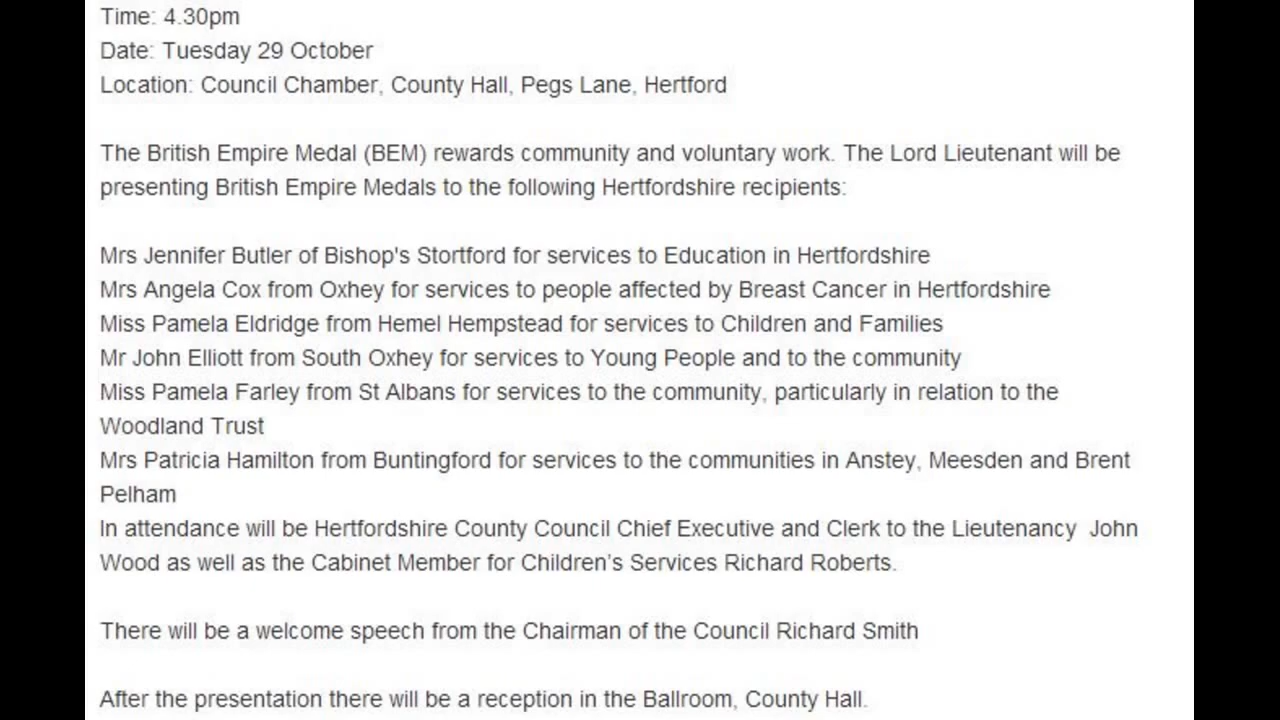 Time: 4.30pm
Date: Tuesday 29 October
Location: Council Chamber, County Hall, Pegs Lane, Hertford
The British Empire Medal (BEM) rewards community and voluntary work. The Lord Lieutenant will be
presenting British Empire Medals to the following Hertfordshire recipients:
Mrs Jennifer Butler of Bishop's Stortford for services to Education in Hertfordshire
Mrs Angela Cox from Oxhey for services to people affected by Breast Cancer in Hertfordshire
Miss Pamela Eldridge from Hemel Hempstead for services to Children and Families
Mr John Elliott from South Oxhey for services to Young People and to the community
Miss Pamela Farley from St Albans for services to the community, particularly in relation to the
Woodland Trust
Mrs Patricia Hamilton from Buntingford for services to the communities in Anstey, Meesden and Brent
Pelham
In attendance will be Hertfordshire County Council Chief Executive and Clerk to the Lieutenancy  John
Wood as well as the Cabinet Member for Children’s Services Richard Roberts.
There will be a welcome speech from the Chairman of the Council Richard Smith
After the presentation there will be a reception in the Ballroom, County Hall.